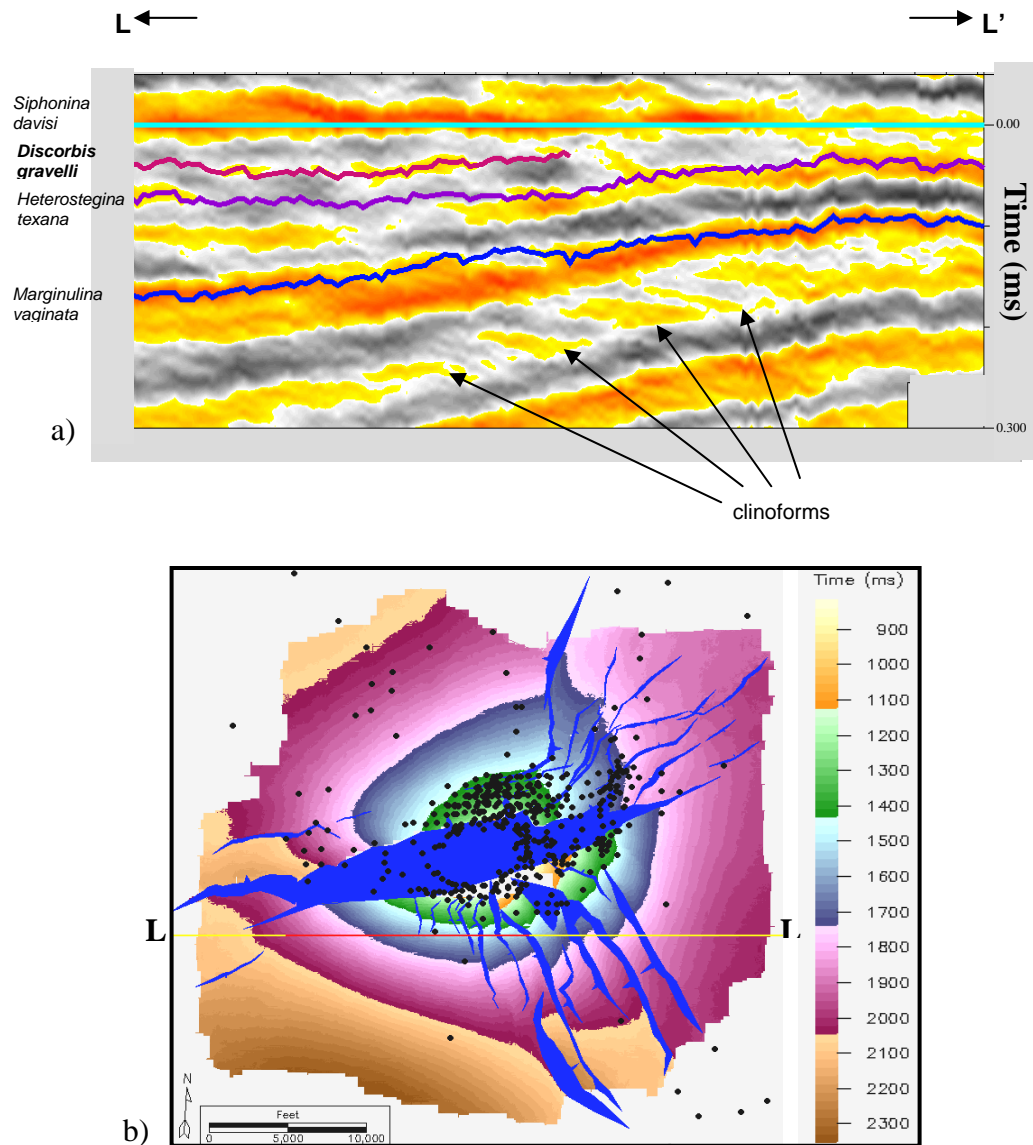 L L’
Siphonina
davisi
Discorbis
gravelli
Heterostegina
texana
Marginulina
vaginata
0.00
Time (ms)
0.300
a)
clinoforms
Time (ms)
900
1000
1100
1200
1300
1400
1500
1600
1700
1800
1900
2000
2100
2200
2300
L L
N
Feet
0 5,000 10,000
b)